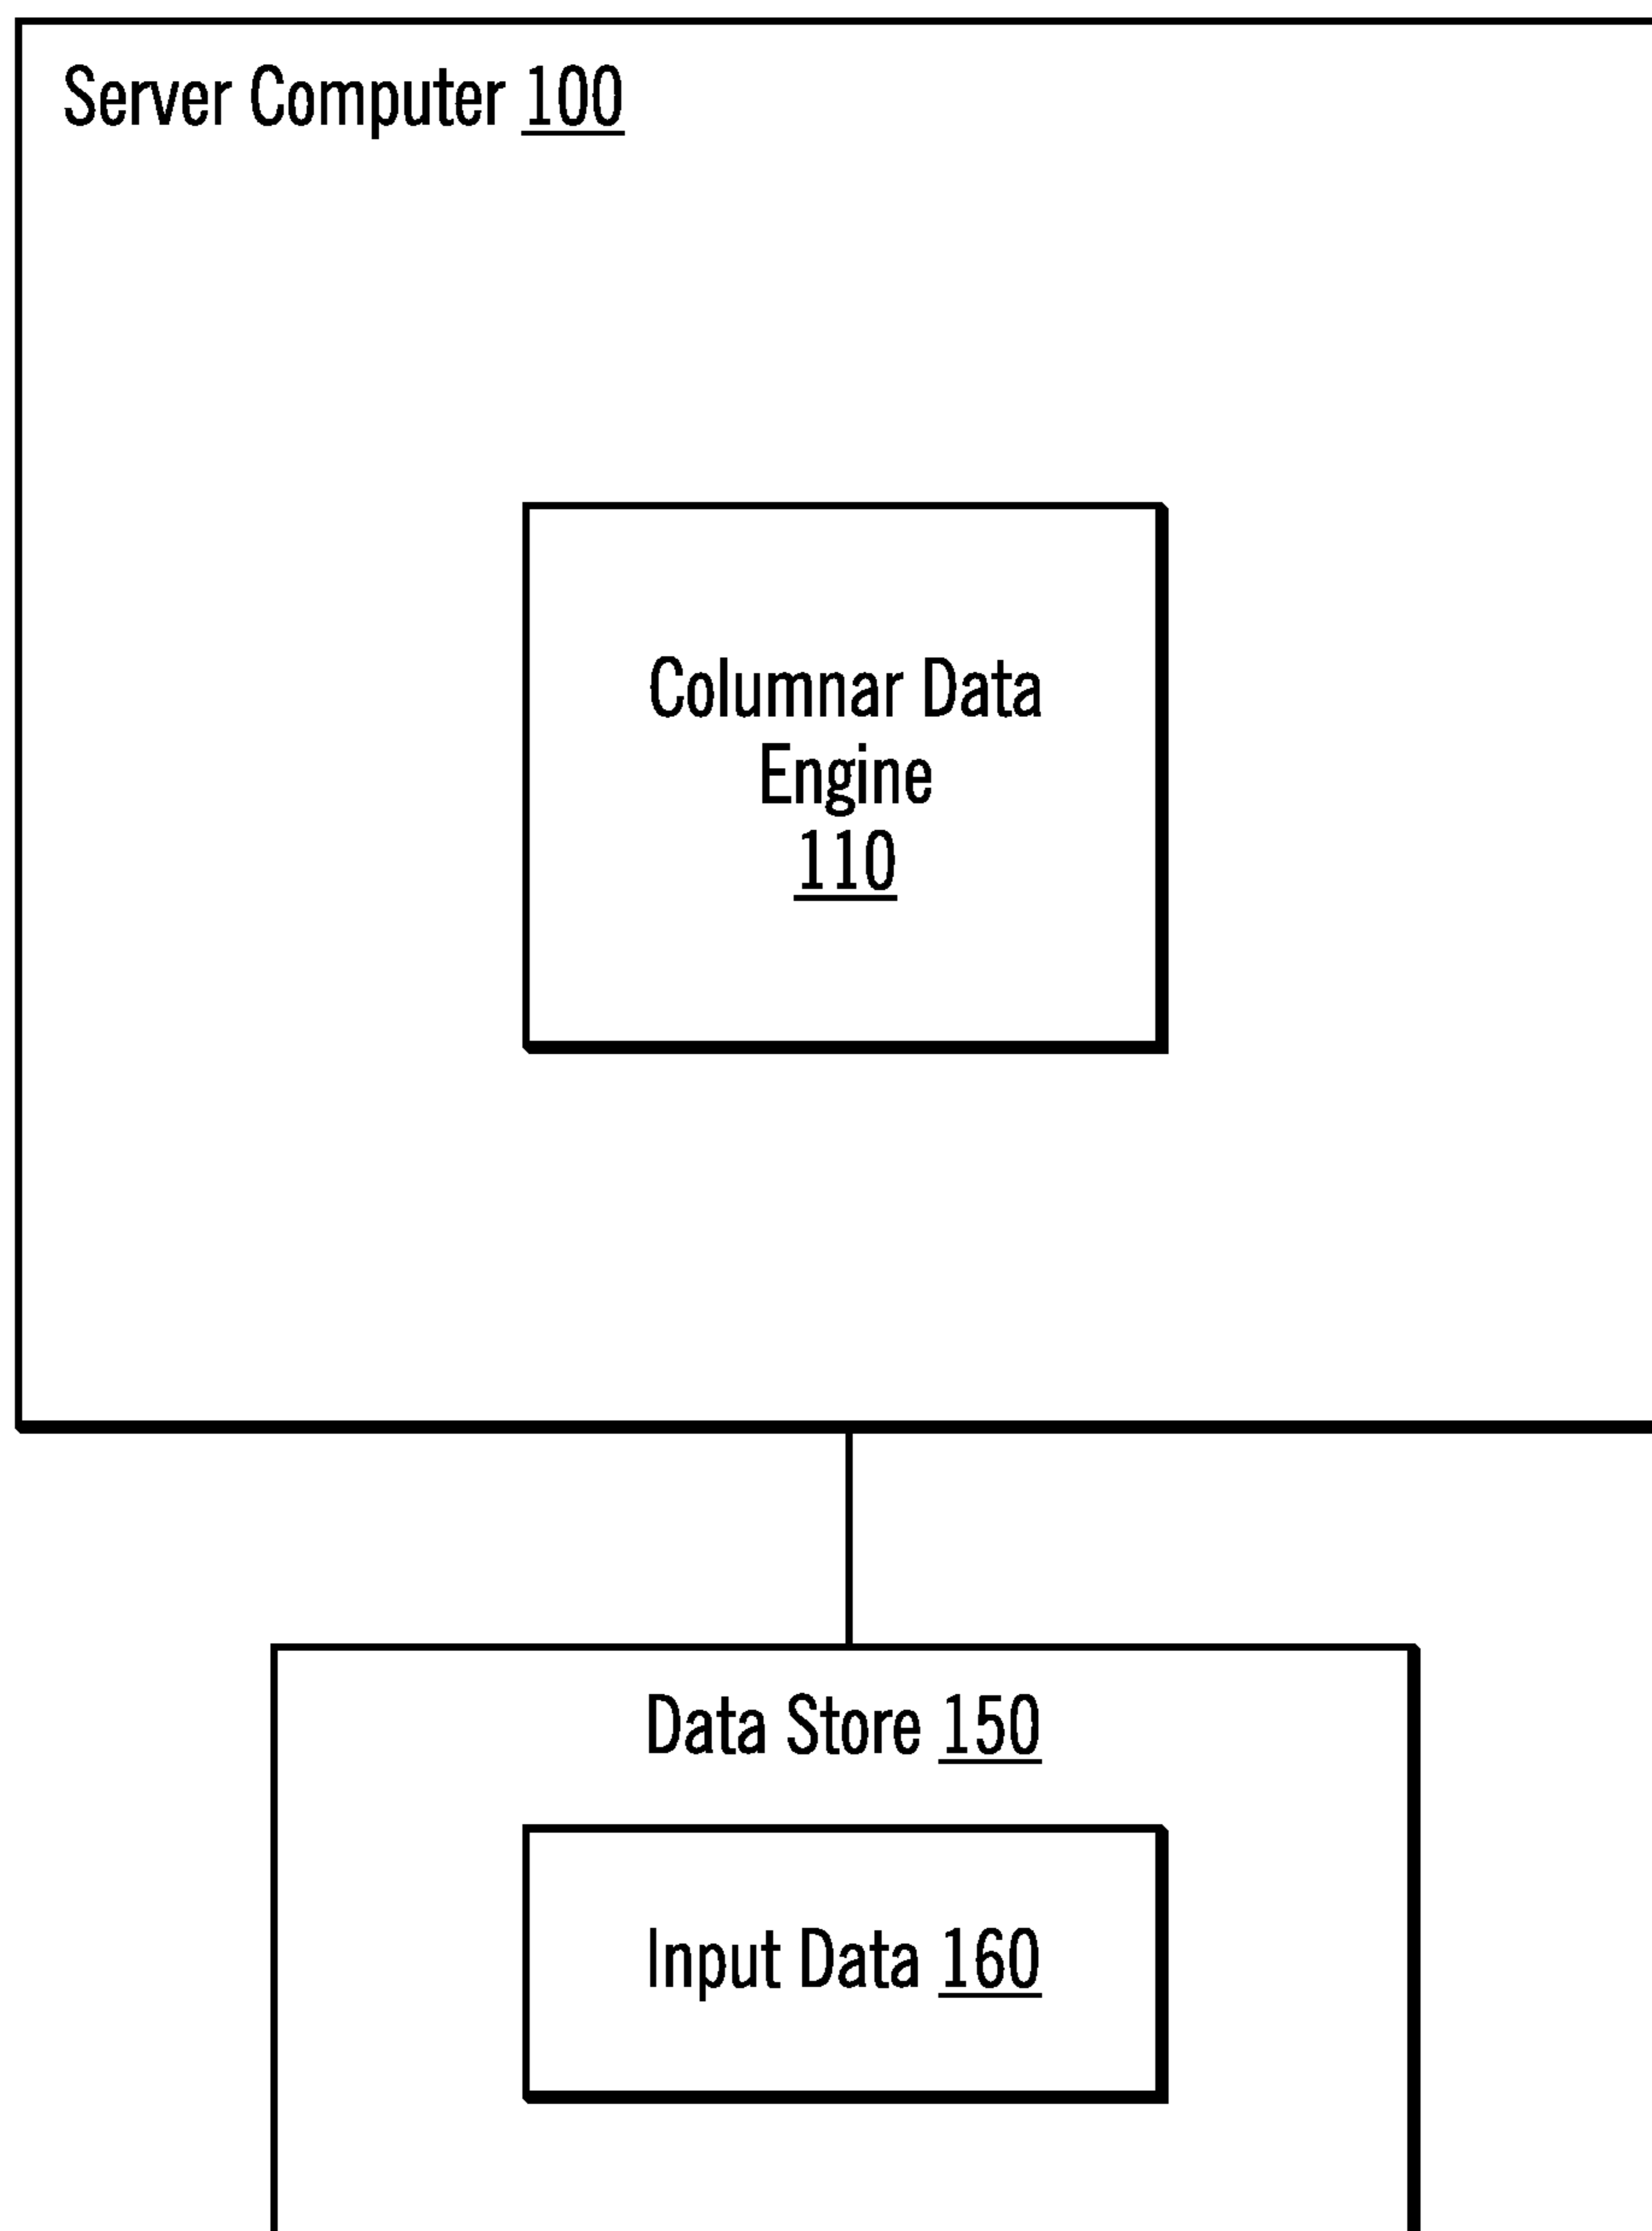 Server Computer 100
Columnar Data
Engine
110
Data Store 150
Input Data 160